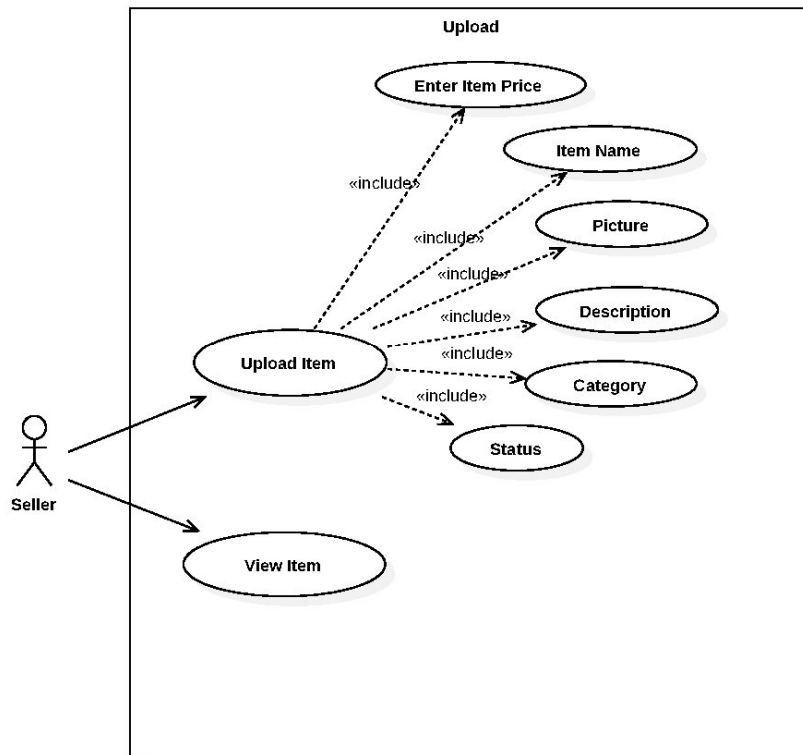 Upload
Enter Item Price
Item Name
«include»
Picture
«include»
«include»
Description
«include»
Upload Item
«include»
Category
«include»
Status
Seller
View Item